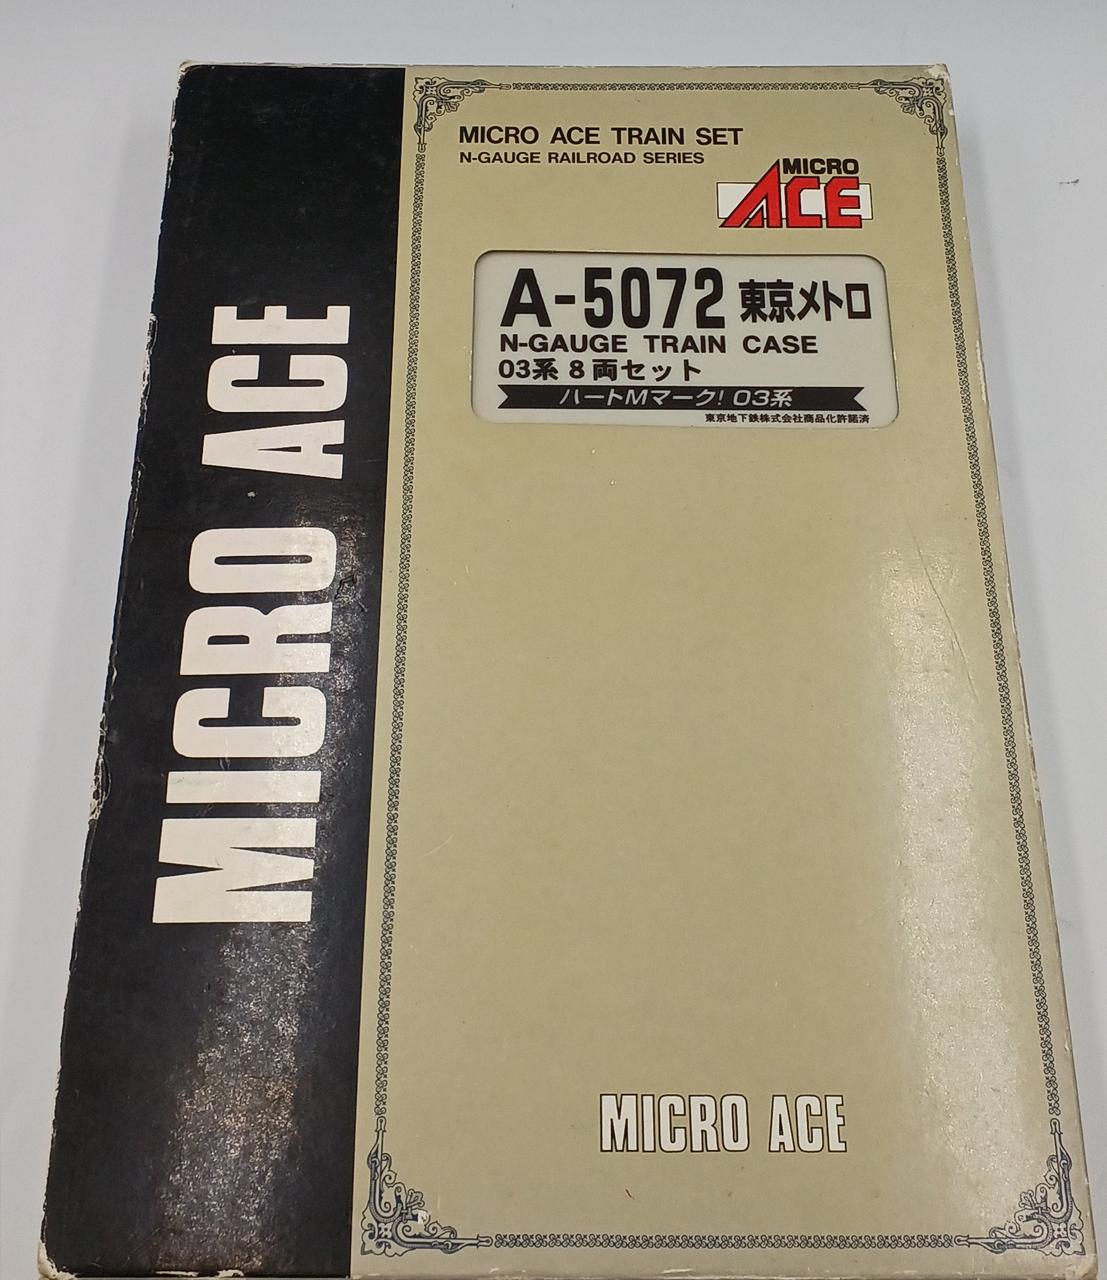 MICRO ACE
MICRO ACE TRAIN SET
N-GAUGE RAILROAD SERIES
MICRO
ACE
A-5072 東京メトロ
N-GAUGE TRAIN CASE
03系 8両セット
ハートMマーク! 03系
東京地下鉄株式会社商品化許諾済
MICRO ACE